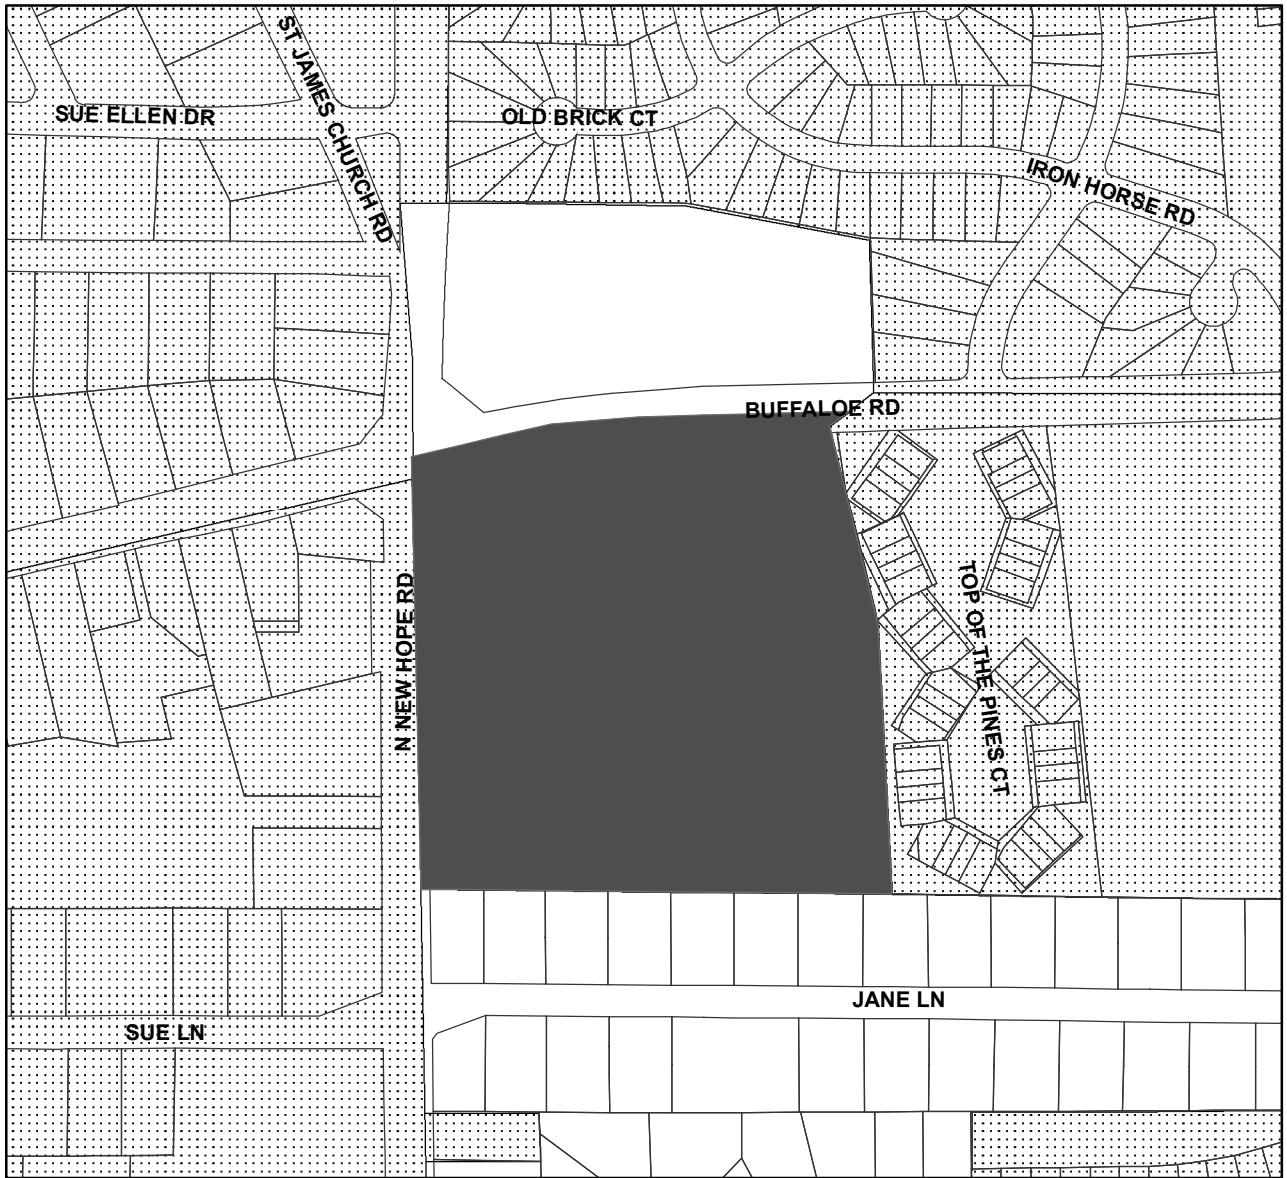 ST JAMES CHURCH RD
SUE ELLEN DR
OLD BRICK CT
IRON HORSE RD
BUFFALOE RD
N NEW HOPE RD
TOP OF THE PINES CT
JANE LN
SUE LN